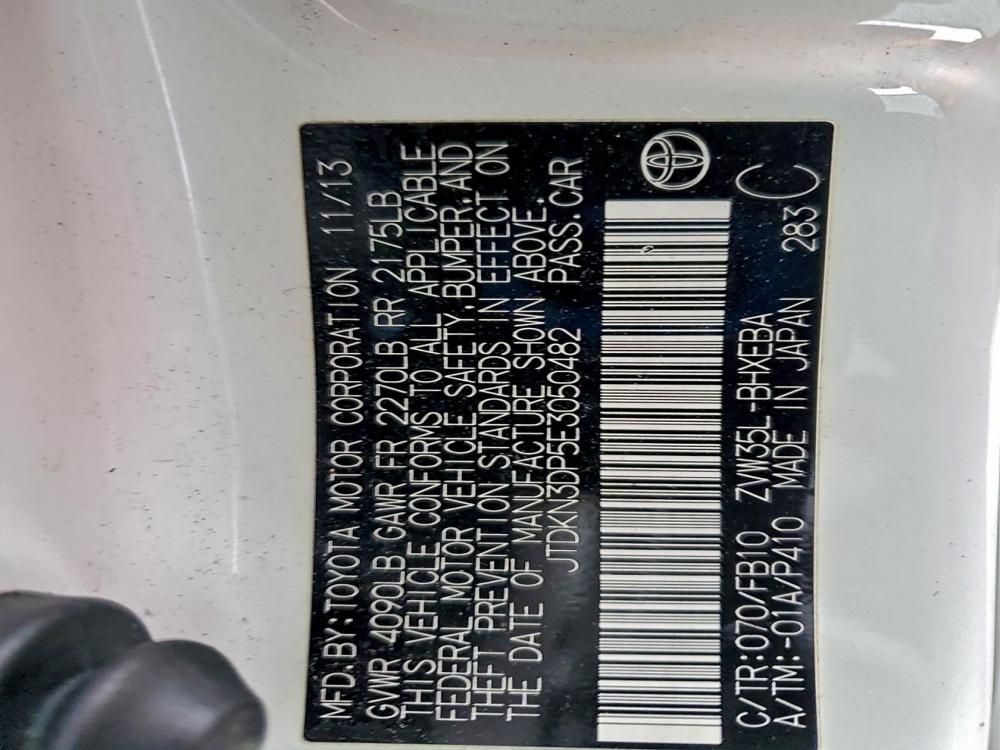 MFD.BY:TOYOTA MOTOR CORPORATION 11/13
GVWR 4090LB GAWR FR 2270LB RR 2175LB
THIS VEHICLE CONFORMS TO ALL APPLICABLE
FEDERAL MOTOR VEHICLE SAFETY,BUMPER,AND
THEFT PREVENTION STANDARDS IN EFFECT ON
THE DATE OF MANUFACTURE SHOWN ABOVE.
JTDKN3DP5E3050482 PASS.CAR
C/TR:070/FB10 ZVW35L-BHXEBA
A/TM:-01A/P410 MADE IN JAPAN 283 C